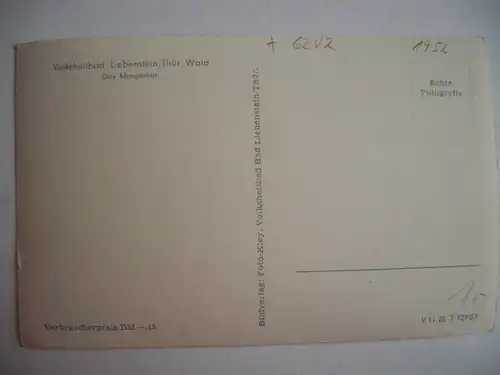 Volksheilbad Liebenstein/Thür. Wald
Das
+ 62V2
1952
Echte
Fotografie
Bildverlag: Foto-Kley, Volksheilbad Bad Liebenstein/Thür.
Verbraucherpreis DM —.15
1,-